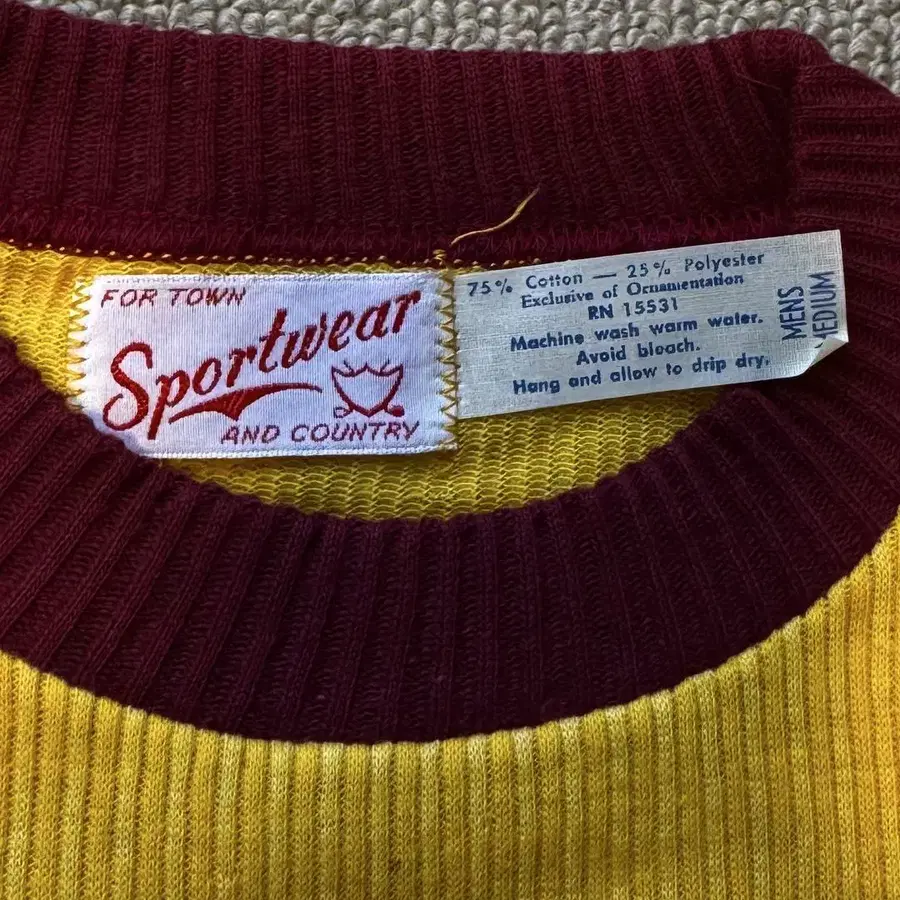 FOR TOWN
Sportwear
AND COUNTRY
75% Cotton — 25% Polyester
Exclusive of Ornamentation
RN 15531
Machine wash warm water.
Avoid bleach.
Hang and allow to drip dry.
MENS
MEDIUM